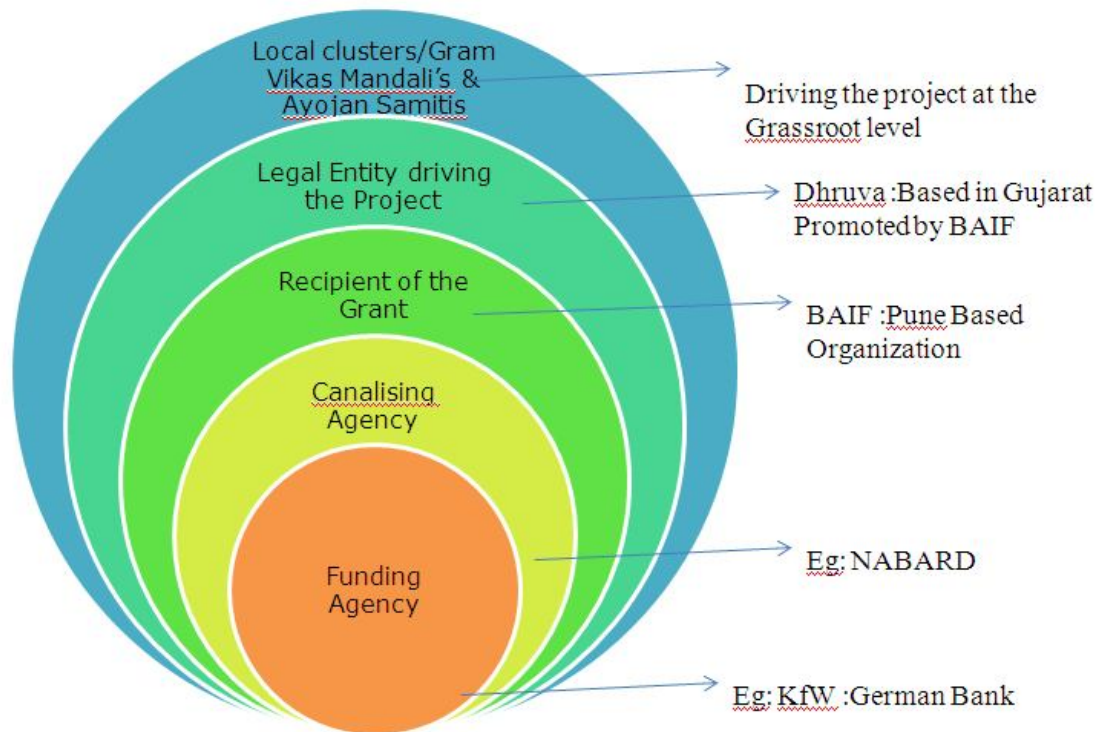 Local clusters/Gram
Vikas Mandali’s &
Ayojan Samitis
Driving the project at the
Grassroot level
Legal Entity driving
the Project
Dhruva :Based in Gujarat
Promoted by BAIF
Recipient of the
Grant
BAIF :Pune Based
Organization
Canalising
Agency
Eg: NABARD
Funding
Agency
Eg: KfW :German Bank